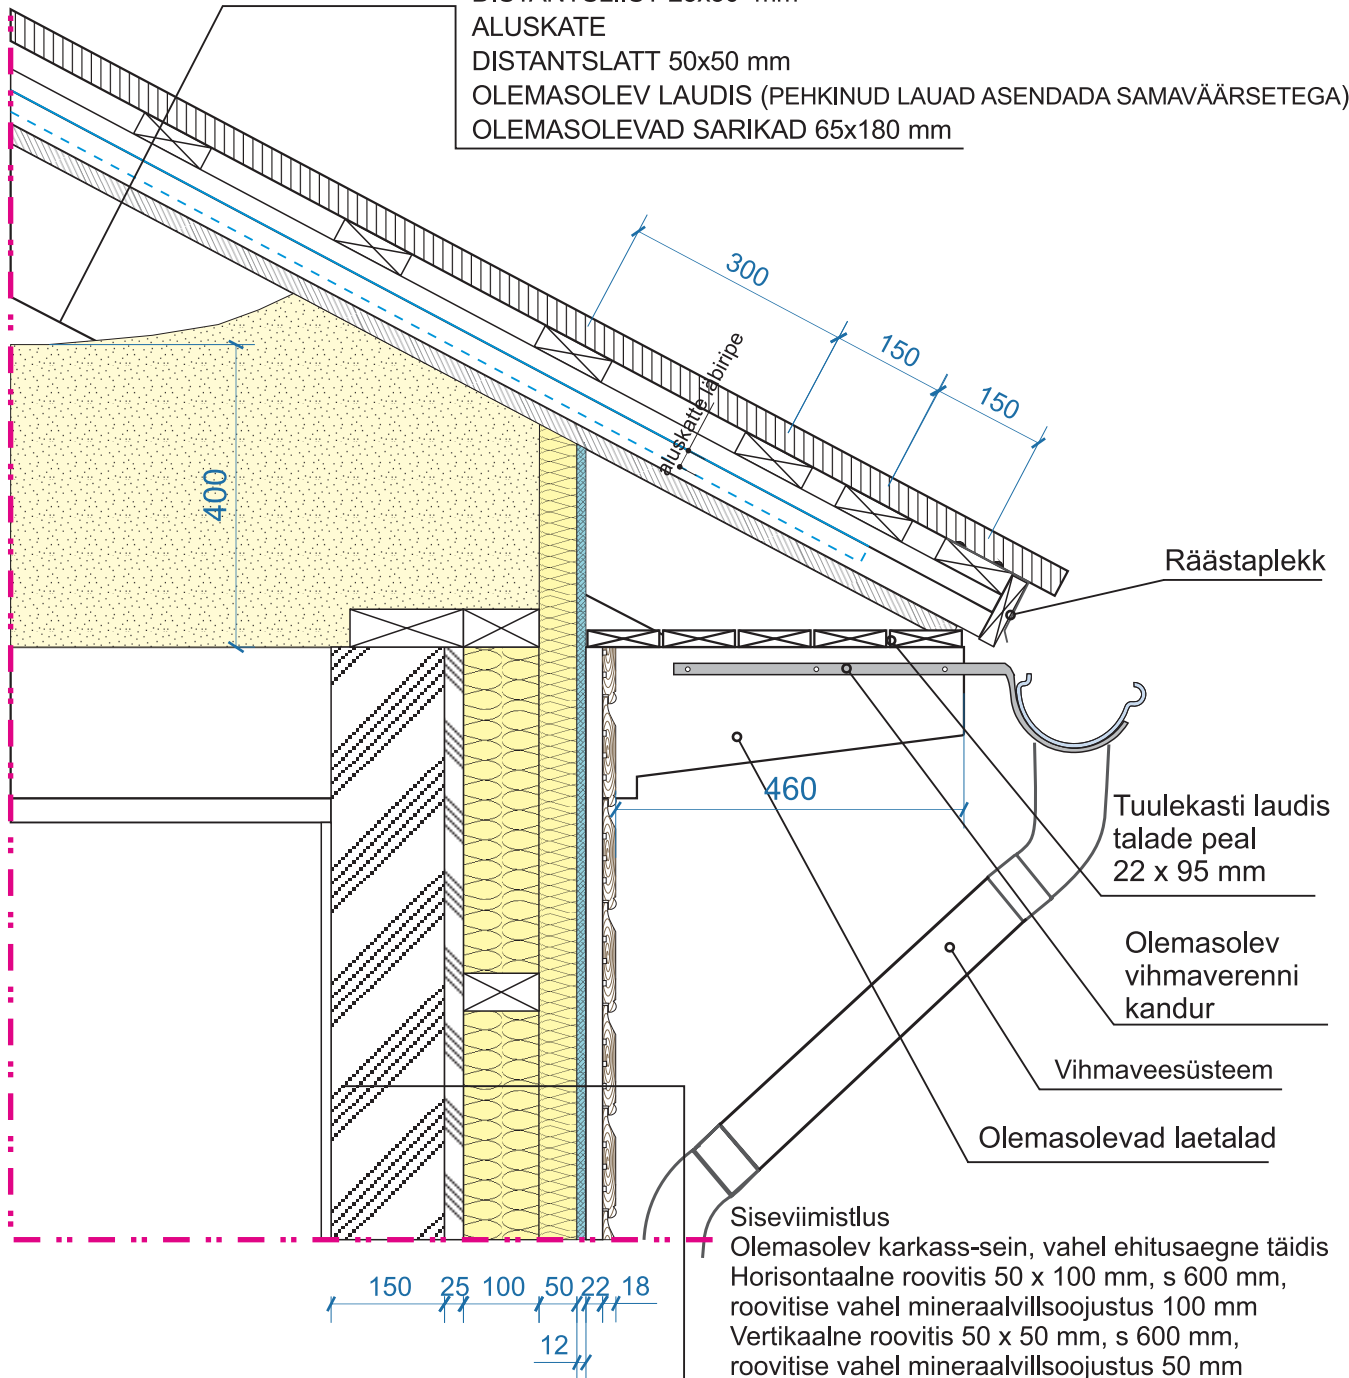 DISTANTSLIIST 25x50 mm
ALUSKATE
DISTANTSLATT 50x50 mm
OLEMASOLEV LAUDIS (PEHKINUD LAUAD ASENDADA SAMAVÄÄRSETEGA)
OLEMASOLEVAD SARIKAD 65x180 mm
300
150
150
aluskatte läbiripe
400
Räästaplekk
460
Tuulekasti laudis
talade peal
22 x 95 mm
Olemasolev
vihmaverenni
kandur
Vihmaveesüsteem
Olemasolevad laetalad
Siseviimistlus
Olemasolev karkass-sein, vahel ehitusaegne täidis
Horisontaalne roovitis 50 x 100 mm, s 600 mm,
roovitise vahel mineraalvillsoojustus 100 mm
Vertikaalne roovitis 50 x 50 mm, s 600 mm,
roovitise vahel mineraalvillsoojustus 50 mm
150 25 100 50 22 18
12